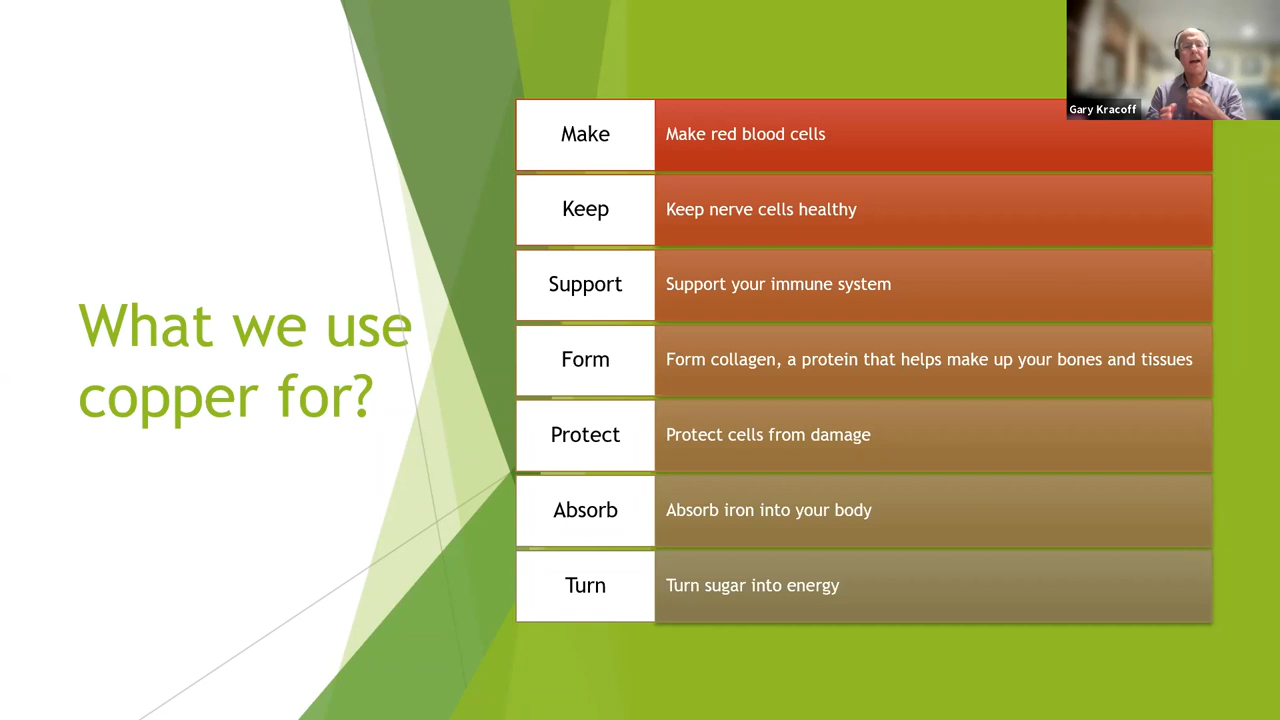 What we use
copper for?
Make
Make red blood cells
Keep
Keep nerve cells healthy
Support
Support your immune system
Form
Form collagen, a protein that helps make up your bones and tissues
Protect
Protect cells from damage
Absorb
Absorb iron into your body
Turn
Turn sugar into energy
Gary Kracoff